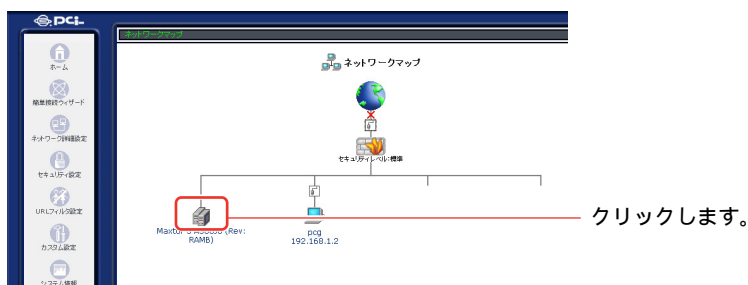 PCI
ネットワークマップ
ホーム
簡単接続ウィザード
ネットワーク詳細設定
セキュリティ設定
URLフィルタ設定
カスタム設定
システム情報
ネットワークマップ
セキュリティレベル:標準
(Rev:
RAMB)
pcg
192.168.1.2
クリックします。